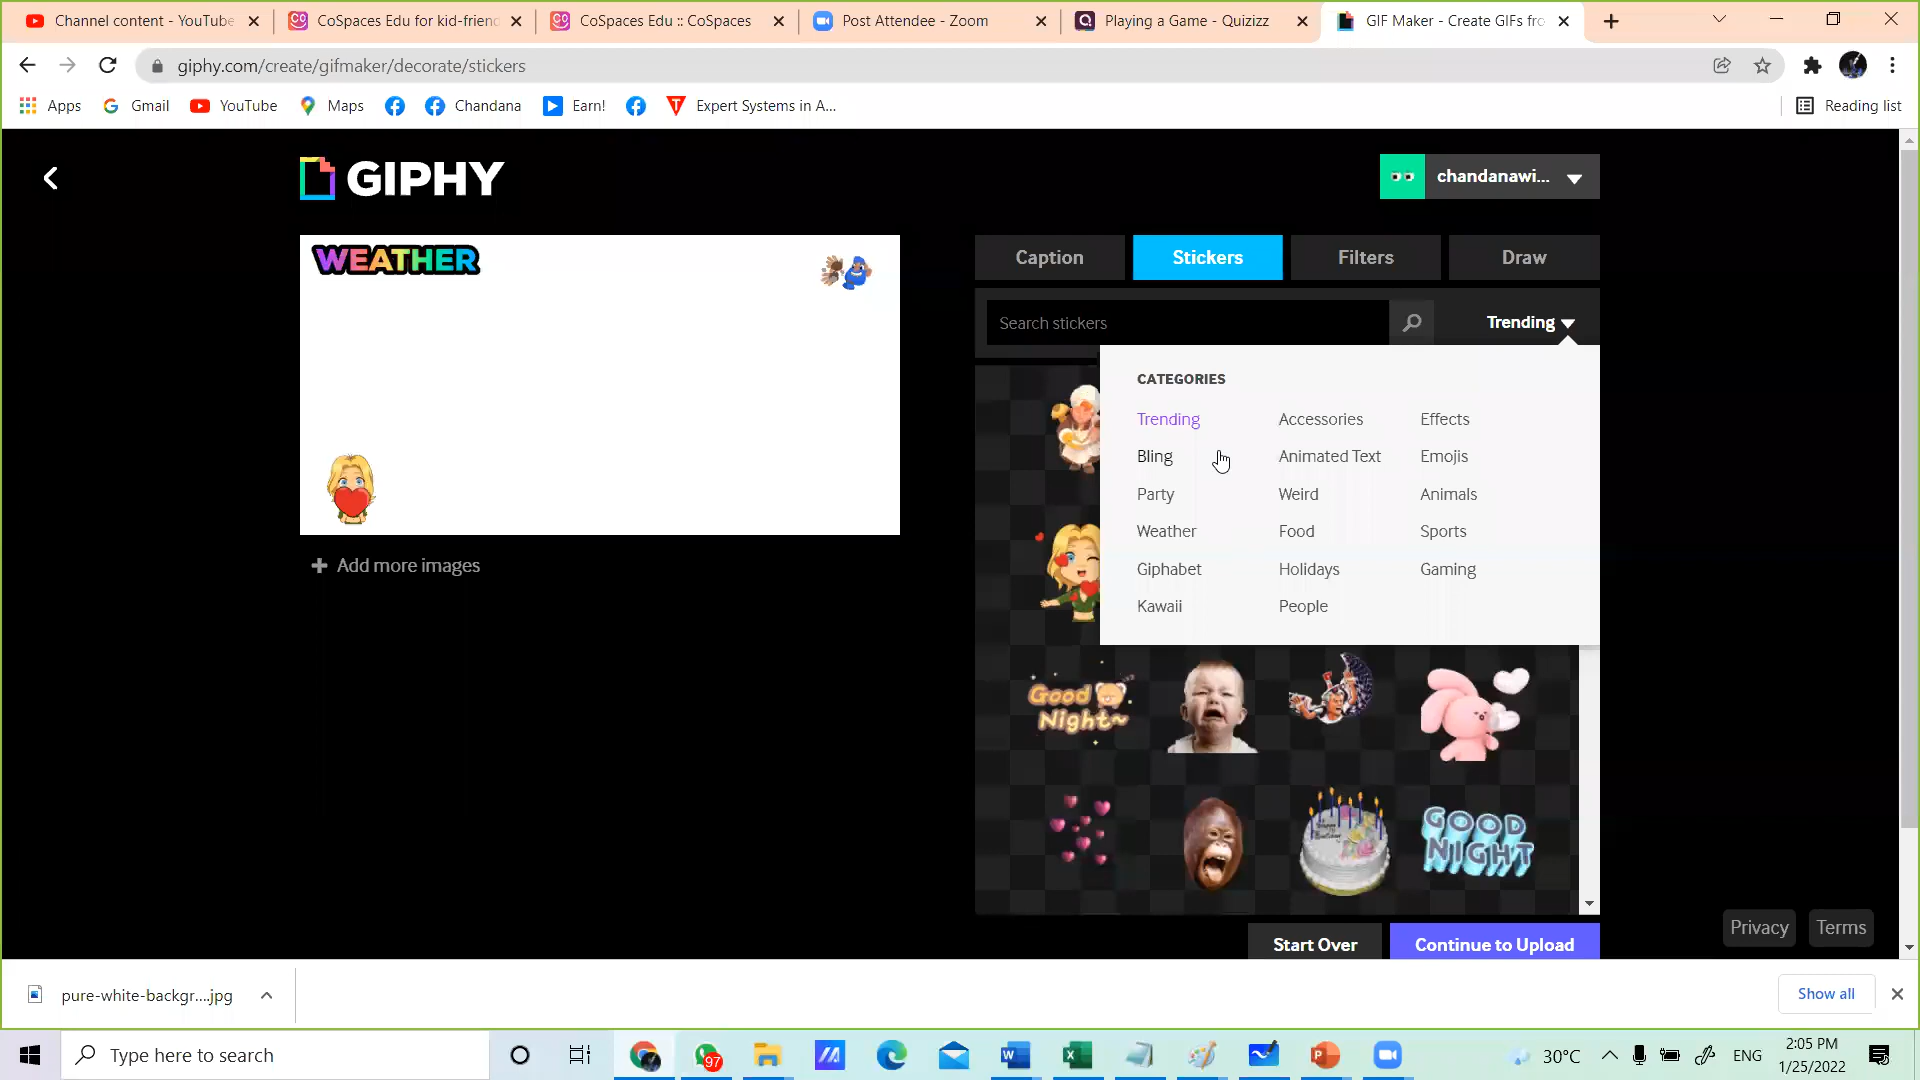 Channel content - YouTube
CoSpaces Edu for kid-friend
CoSpaces Edu :: CoSpaces
Post Attendee - Zoom
Playing a Game - Quizizz
GIF Maker - Create GIFs fro
giphy.com/create/gifmaker/decorate/stickers
Apps
Gmail
YouTube
Maps
Chandana
Earn!
Expert Systems in A...
Reading list
GIPHY
chandanawi...
WEATHER
Caption
Stickers
Filters
Draw
Search stickers
Trending
CATEGORIES
Trending
Accessories
Effects
Bling
Animated Text
Emojis
Party
Weird
Animals
Weather
Food
Sports
Giphabet
Holidays
Gaming
Kawaii
People
+ Add more images
Good
Night~
GOOD
NIGHT
Start Over
Continue to Upload
Privacy
Terms
pure-white-backgr....jpg
Show all
Type here to search
97
30°C
ENG
2:05 PM
1/25/2022